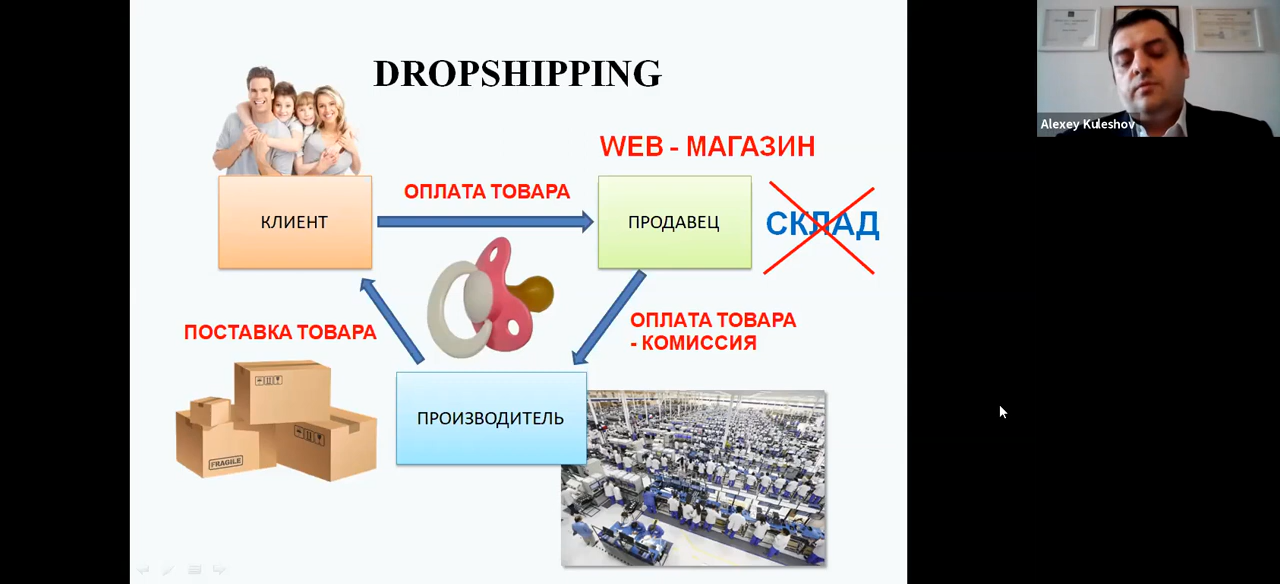 DROPSHIPPING
WEB - МАГАЗИН
ОПЛАТА ТОВАРА
КЛИЕНТ
ПРОДАВЕЦ
СКЛАД
ПОСТАВКА ТОВАРА
ОПЛАТА ТОВАРА
- КОМИССИЯ
ПРОИЗВОДИТЕЛЬ
FRAGILE
Alexey Kuleshov